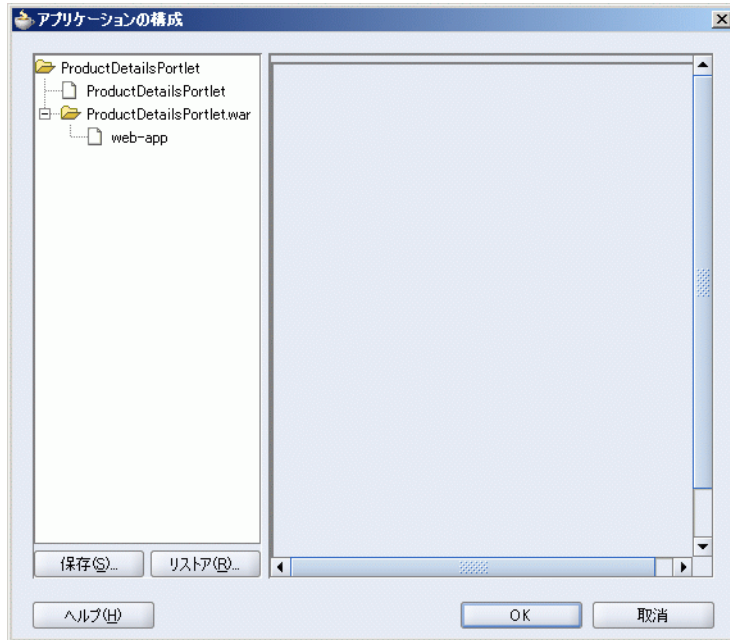 アプリケーションの構成
ProductDetailsPortlet
ProductDetailsPortlet
ProductDetailsPortlet.war
web-app
保存(S)...
リストア(R)...
ヘルプ(H)
OK
取消